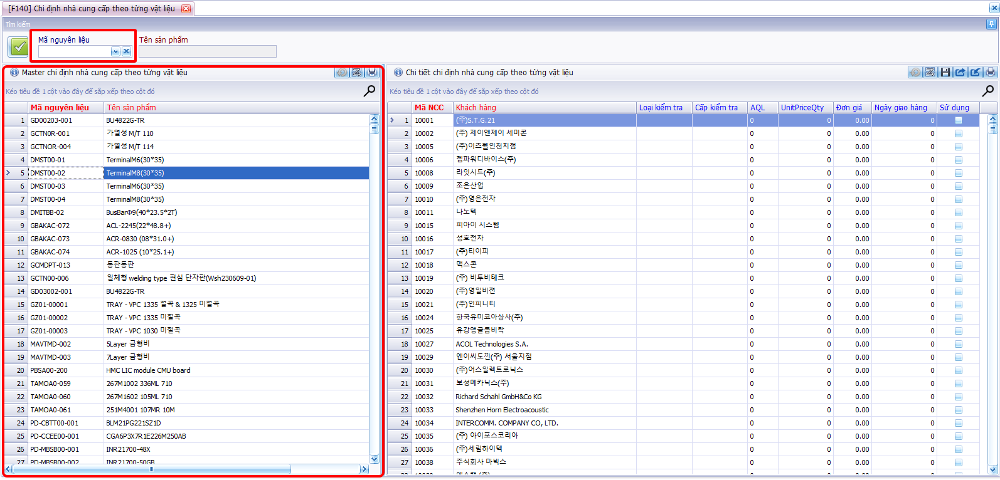 [F140] Chỉ định nhà cung cấp theo từng vật liệu
Tìm kiếm
Mã nguyên liệu Tên sản phẩm
Master chỉ định nhà cung cấp theo từng vật liệu
Kéo tiêu đề 1 cột vào đây để sắp xếp theo cột đó
Mã nguyên liệu Tên sản phẩm
1 GD00203-001 BU4822G-TR
2 GCTN0R-001 가열성 M/T 110
3 GCTNOR-004 가열성 M/T 114
4 DMST00-01 TerminalM6(30*35)
5 DMST00-02 TerminalM8(30*35)
6 DMST00-03 TerminalM6(30*35)
7 DMST00-04 TerminalM8(30*35)
8 DMITBB-02 BusBarΦ9(40*23.5*2T)
9 GBAKAC-072 ACL-2245(22*48.8+)
10 GBAKAC-073 ACR-0830 (08*31.0+)
11 GBAKAC-074 ACR-1025 (10*25.1+)
12 GCMDPT-013 동판동판
13 GCTN00-006 일체형 welding type 편심 단자판(Wsh230609-01)
14 GD03002-001 BU4822G-TR
15 GZ01-00001 TRAY - VPC 1335 절곡 & 1325 미절곡
16 GZ01-00002 TRAY - VPC 1335 미절곡
17 GZ01-00003 TRAY - VPC 1030 미절곡
18 MAVTMD-002 5Layer 금형비
19 MAVTMD-003 7Layer 금형비
20 PBSA00-200 HMC LIC module CMU board
21 TAMOA0-059 267M1002 336ML 710
22 TAMOA0-060 267M1602 105ML 710
23 TAMOA0-061 251M4001 107MR 10M
24 PD-CBTT00-001 BLM21PG221SZ1D
25 PD-CCEE00-001 CGA6P3X7R1E226M250AB
26 PD-MBSB00-001 INR21700-48X
27 PD-MBSB00-002 INR21700-50GB
Chi tiết chỉ định nhà cung cấp theo từng vật liệu
Kéo tiêu đề 1 cột vào đây để sắp xếp theo cột đó
Mã NCC Khách hàng Loại kiểm tra Cấp kiểm tra AQL UnitPriceQty Đơn giá Ngày giao hàng Sử dụng
1 10001 (주)S.T.G.21 0 0 0.00 0
2 10002 (주) 제이앤제이 세미콘 0 0 0.00 0
3 10005 (주)이츠웰인천지점 0 0 0.00 0
4 10006 젬파워디바이스(주) 0 0 0.00 0
5 10008 라잇시드(주) 0 0 0.00 0
6 10009 조은산업 0 0 0.00 0
7 10010 (주)영은전자 0 0 0.00 0
8 10011 나노텍 0 0 0.00 0
9 10015 피아이 시스템 0 0 0.00 0
10 10016 성호전자 0 0 0.00 0
11 10017 (주)티이피 0 0 0.00 0
12 10018 맥스콘 0 0 0.00 0
13 10019 (주) 비투비테크 0 0 0.00 0
14 10020 (주)영일비젼 0 0 0.00 0
15 10021 (주)인피니티 0 0 0.00 0
16 10024 한국유미코아상사(주) 0 0 0.00 0
17 10025 유강앵글콤비락 0 0 0.00 0
18 10027 ACOL Technologies S.A. 0 0 0.00 0
19 10029 엔이씨도낀(주) 서울지점 0 0 0.00 0
20 10030 (주)어스일렉트로닉스 0 0 0.00 0
21 10031 보성메카닉스(주) 0 0 0.00 0
22 10032 Richard Schahl GmbH&Co KG 0 0 0.00 0
23 10033 Shenzhen Horn Electroacoustic 0 0 0.00 0
24 10034 INTERCOMM. COMPANY CO, LTD. 0 0 0.00 0
25 10035 (주) 아이포스코리아 0 0 0.00 0
26 10036 (주)세림하이텍 0 0 0.00 0
27 10038 주식회사 마빅스 0 0 0.00 0